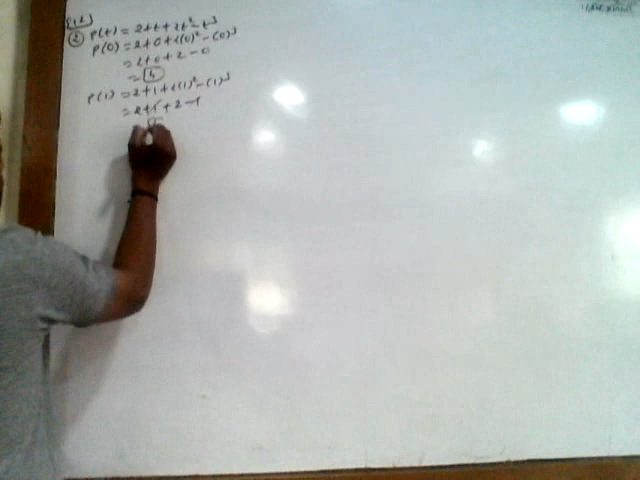 ② P(t) = 2+t+2t²-t³
P(0) = 2+0+2(0)²-(0)³
= 2+0+2-0
= 4
P(1) = 2+1+2(1)²-(1)³
= 2+1+2-1